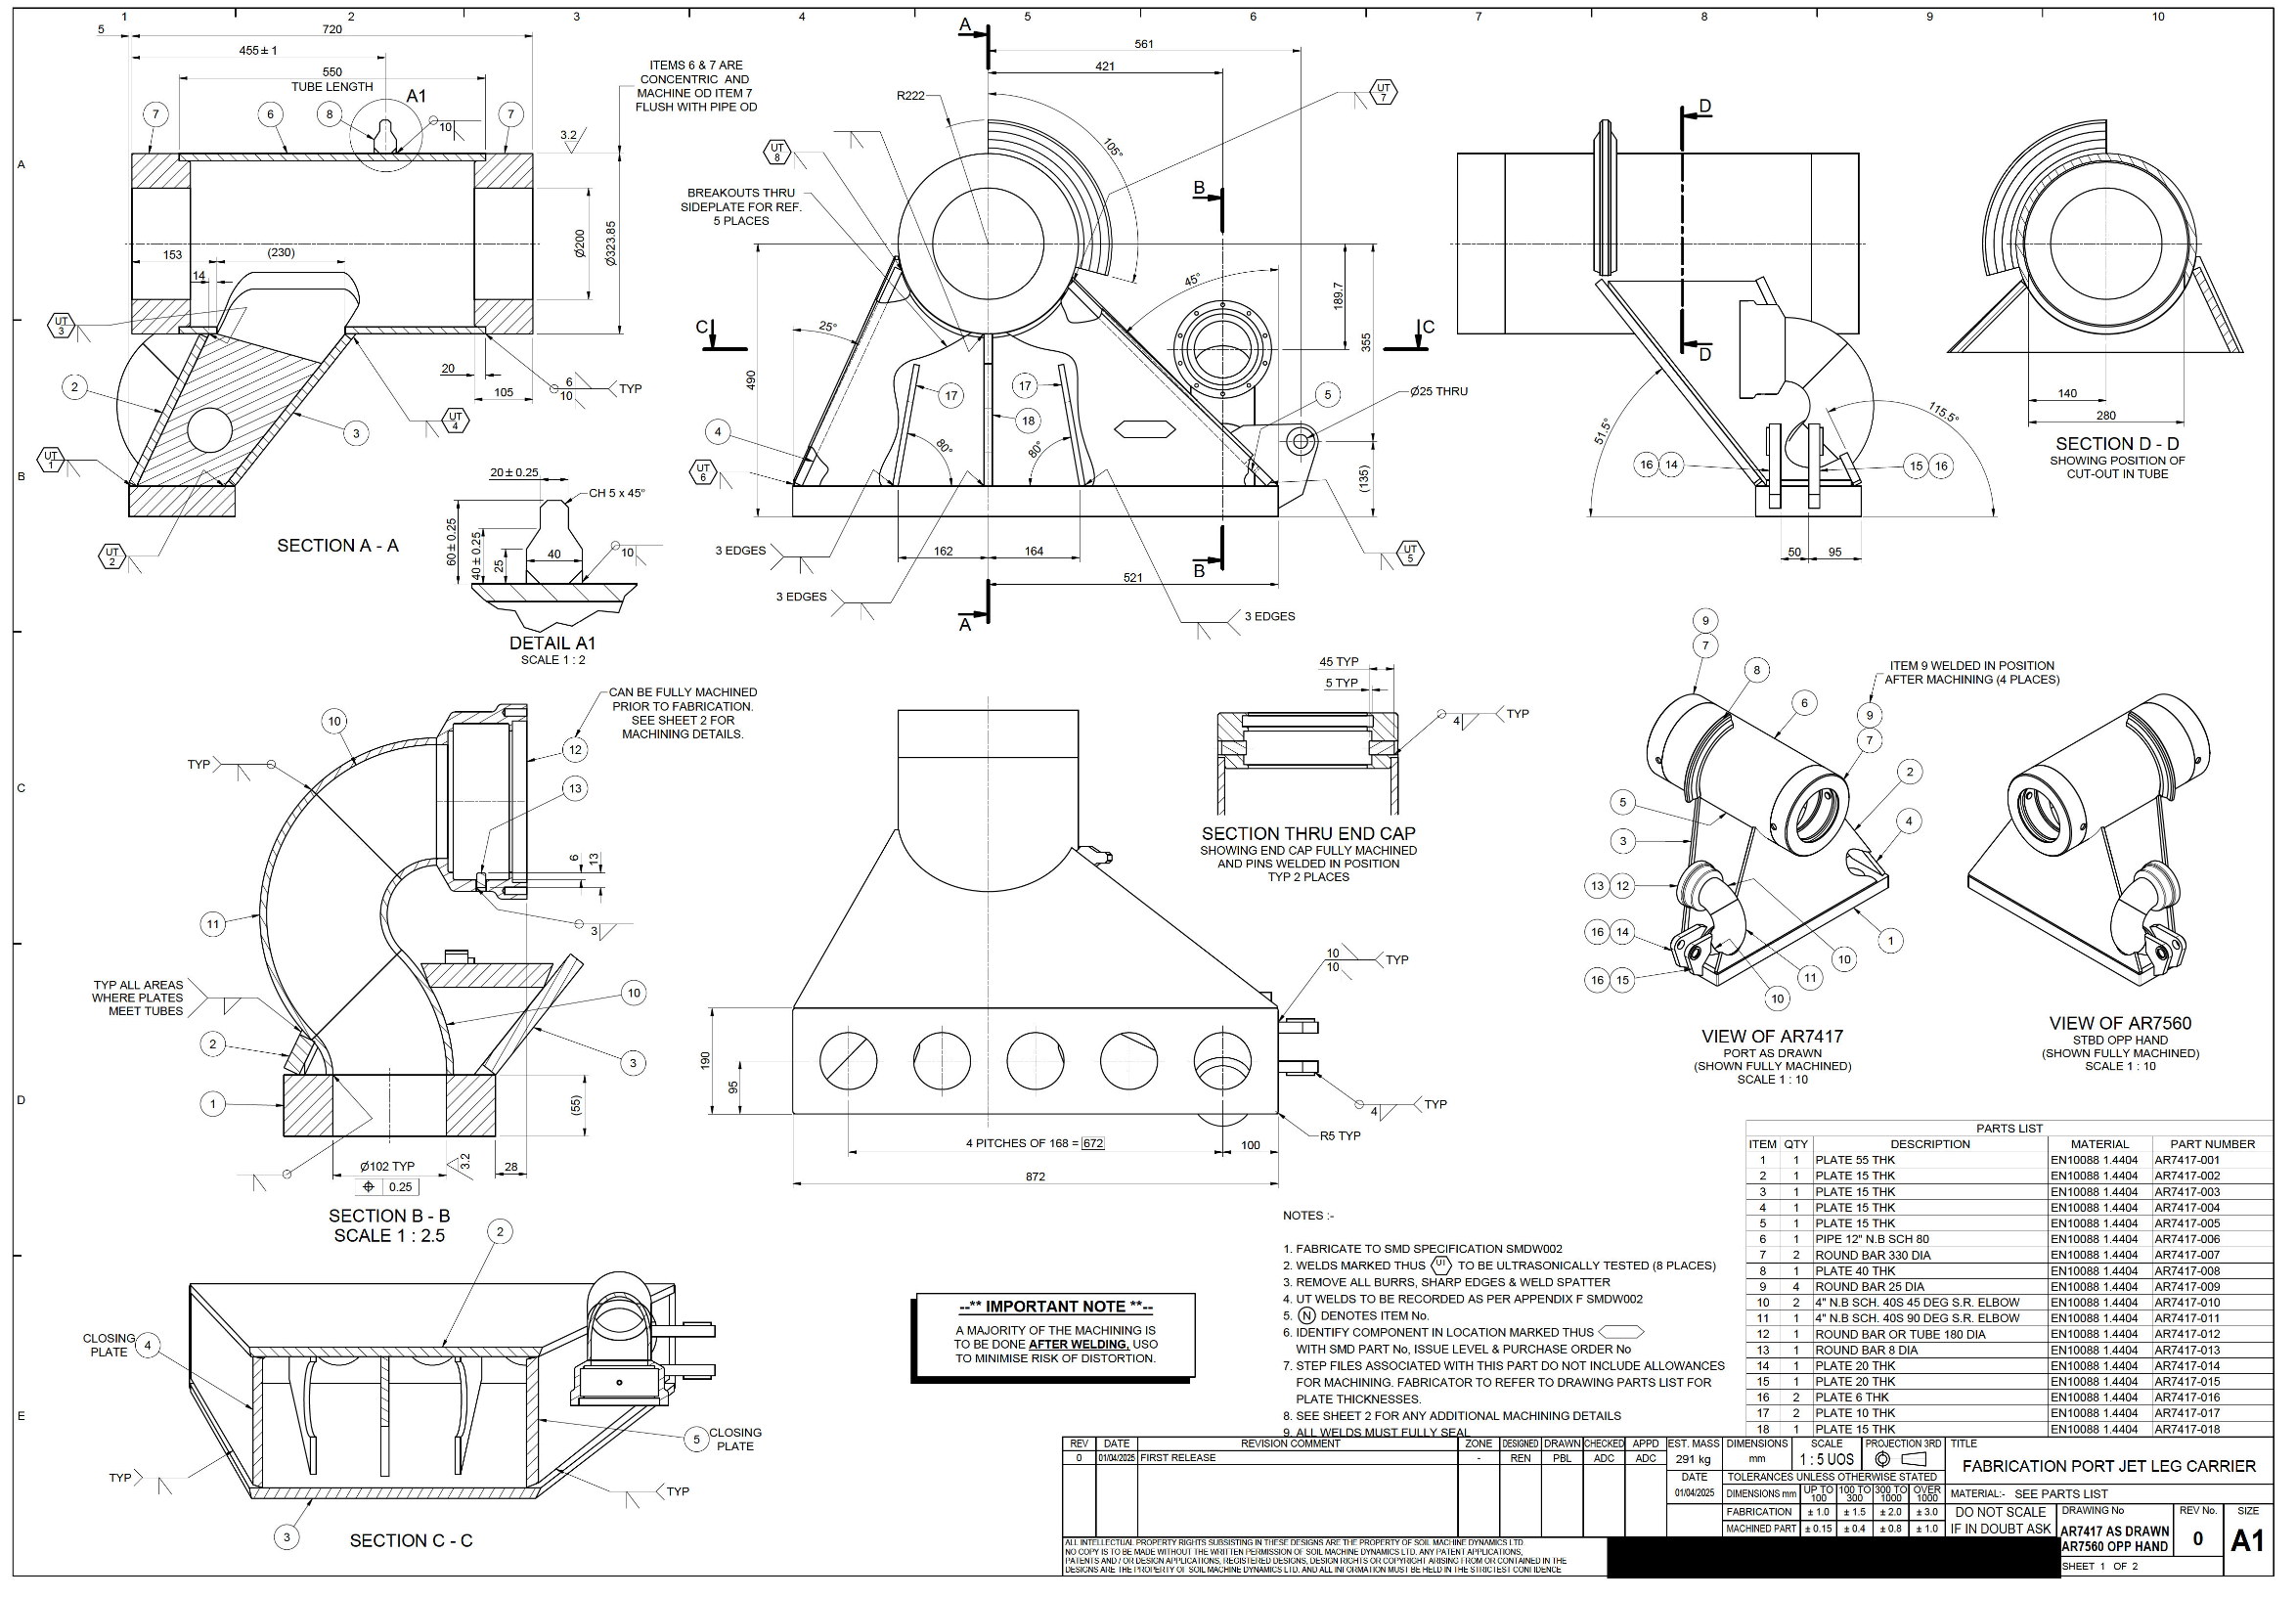 1 2 3 4 5 6 7 8 9 10
A
B
C
D
E
5
720
455± 1
550
TUBE LENGTH
A1
7
6
8
10
7
3.2
ITEMS 6 & 7 ARE
CONCENTRIC AND
MACHINE OD ITEM 7
FLUSH WITH PIPE OD
153
(230)
14
Ø200
Ø323.85
UT
3
2
UT
1
UT
2
3
20
105
6
10
TYP
UT
4
SECTION A - A
20± 0.25
CH 5 x 45°
60± 0.25
40± 0.25
25
40
10
DETAIL A1
SCALE 1 : 2
A
561
421
R222
UT
7
UT
8
105°
BREAKOUTS THRU
SIDEPLATE FOR REF.
5 PLACES
B
45°
25°
C
C
189.7
355
490
17
17
18
5
Ø25 THRU
4
80°
80°
UT
6
(135)
3 EDGES
162
164
B
UT
5
521
3 EDGES
3 EDGES
A
D
D
51.5°
115.5°
16 14
15 16
50
95
140
280
SECTION D - D
SHOWING POSITION OF
CUT-OUT IN TUBE
CAN BE FULLY MACHINED
PRIOR TO FABRICATION.
SEE SHEET 2 FOR
MACHINING DETAILS.
10
TYP
12
13
6
13
11
3
TYP ALL AREAS
WHERE PLATES
MEET TUBES
10
2
3
1
(55)
Ø102 TYP
3.2
28
0.25
SECTION B - B
SCALE 1 : 2.5
45 TYP
5 TYP
4
TYP
SECTION THRU END CAP
SHOWING END CAP FULLY MACHINED
AND PINS WELDED IN POSITION
TYP 2 PLACES
10
10
TYP
190
95
4
TYP
R5 TYP
4 PITCHES OF 168 = 672
100
872
9
7
8
6
ITEM 9 WELDED IN POSITION
AFTER MACHINING (4 PLACES)
9
7
2
5
4
3
13 12
16 14
1
10
16 15
11
10
VIEW OF AR7417
PORT AS DRAWN
(SHOWN FULLY MACHINED)
SCALE 1 : 10
VIEW OF AR7560
STBD OPP HAND
(SHOWN FULLY MACHINED)
SCALE 1 : 10
2
CLOSING
PLATE
4
5
CLOSING
PLATE
TYP
TYP
3
SECTION C - C
--** IMPORTANT NOTE **--
A MAJORITY OF THE MACHINING IS
TO BE DONE AFTER WELDING, USO
TO MINIMISE RISK OF DISTORTION.
NOTES :-
1. FABRICATE TO SMD SPECIFICATION SMDW002
2. WELDS MARKED THUS UT TO BE ULTRASONICALLY TESTED (8 PLACES)
3. REMOVE ALL BURRS, SHARP EDGES & WELD SPATTER
4. UT WELDS TO BE RECORDED AS PER APPENDIX F SMDW002
5. N DENOTES ITEM No.
6. IDENTIFY COMPONENT IN LOCATION MARKED THUS
WITH SMD PART No, ISSUE LEVEL & PURCHASE ORDER No
7. STEP FILES ASSOCIATED WITH THIS PART DO NOT INCLUDE ALLOWANCES
FOR MACHINING. FABRICATOR TO REFER TO DRAWING PARTS LIST FOR
PLATE THICKNESSES.
8. SEE SHEET 2 FOR ANY ADDITIONAL MACHINING DETAILS
9. ALL WELDS MUST FULLY SEAL
PARTS LIST
ITEM QTY DESCRIPTION MATERIAL PART NUMBER
1 1 PLATE 55 THK EN10088 1.4404 AR7417-001
2 1 PLATE 15 THK EN10088 1.4404 AR7417-002
3 1 PLATE 15 THK EN10088 1.4404 AR7417-003
4 1 PLATE 15 THK EN10088 1.4404 AR7417-004
5 1 PLATE 15 THK EN10088 1.4404 AR7417-005
6 1 PIPE 12" N.B SCH 80 EN10088 1.4404 AR7417-006
7 2 ROUND BAR 330 DIA EN10088 1.4404 AR7417-007
8 1 PLATE 40 THK EN10088 1.4404 AR7417-008
9 4 ROUND BAR 25 DIA EN10088 1.4404 AR7417-009
10 2 4" N.B SCH. 40S 45 DEG S.R. ELBOW EN10088 1.4404 AR7417-010
11 1 4" N.B SCH. 40S 90 DEG S.R. ELBOW EN10088 1.4404 AR7417-011
12 1 ROUND BAR OR TUBE 180 DIA EN10088 1.4404 AR7417-012
13 1 ROUND BAR 8 DIA EN10088 1.4404 AR7417-013
14 1 PLATE 20 THK EN10088 1.4404 AR7417-014
15 1 PLATE 20 THK EN10088 1.4404 AR7417-015
16 2 PLATE 6 THK EN10088 1.4404 AR7417-016
17 2 PLATE 10 THK EN10088 1.4404 AR7417-017
18 1 PLATE 15 THK EN10088 1.4404 AR7417-018
REV DATE REVISION COMMENT ZONE DESIGNED DRAWN CHECKED APPD
0 01/04/2025 FIRST RELEASE - REN PBL ADC ADC
EST. MASS
291 kg
DATE
01/04/2025
DIMENSIONS
mm
SCALE
1 : 5 UOS
PROJECTION 3RD
TOLERANCES UNLESS OTHERWISE STATED
DIMENSIONS mm UP TO 100 100 TO 300 300 TO 1000 OVER 1000
FABRICATION ± 1.0 ± 1.5 ± 2.0 ± 3.0
MACHINED PART ± 0.15 ± 0.4 ± 0.8 ± 1.0
TITLE
FABRICATION PORT JET LEG CARRIER
MATERIAL:- SEE PARTS LIST
DO NOT SCALE
IF IN DOUBT ASK
DRAWING No
AR7417 AS DRAWN
AR7560 OPP HAND
REV No.
0
SIZE
A1
SHEET 1 OF 2
ALL INTELLECTUAL PROPERTY RIGHTS SUBSISTING IN THESE DESIGNS ARE THE PROPERTY OF SOIL MACHINE DYNAMICS LTD.
NO COPY IS TO BE MADE WITHOUT THE WRITTEN PERMISSION OF SOIL MACHINE DYNAMICS LTD. ANY PATENT APPLICATIONS,
PATENTS AND / OR DESIGN APPLICATIONS, REGISTERED DESIGNS, DESIGN RIGHTS OR COPYRIGHT ARISING FROM OR CONTAINED IN THE
DESIGNS ARE THE PROPERTY OF SOIL MACHINE DYNAMICS LTD. AND ALL INFORMATION MUST BE HELD IN THE STRICTEST CONFIDENCE